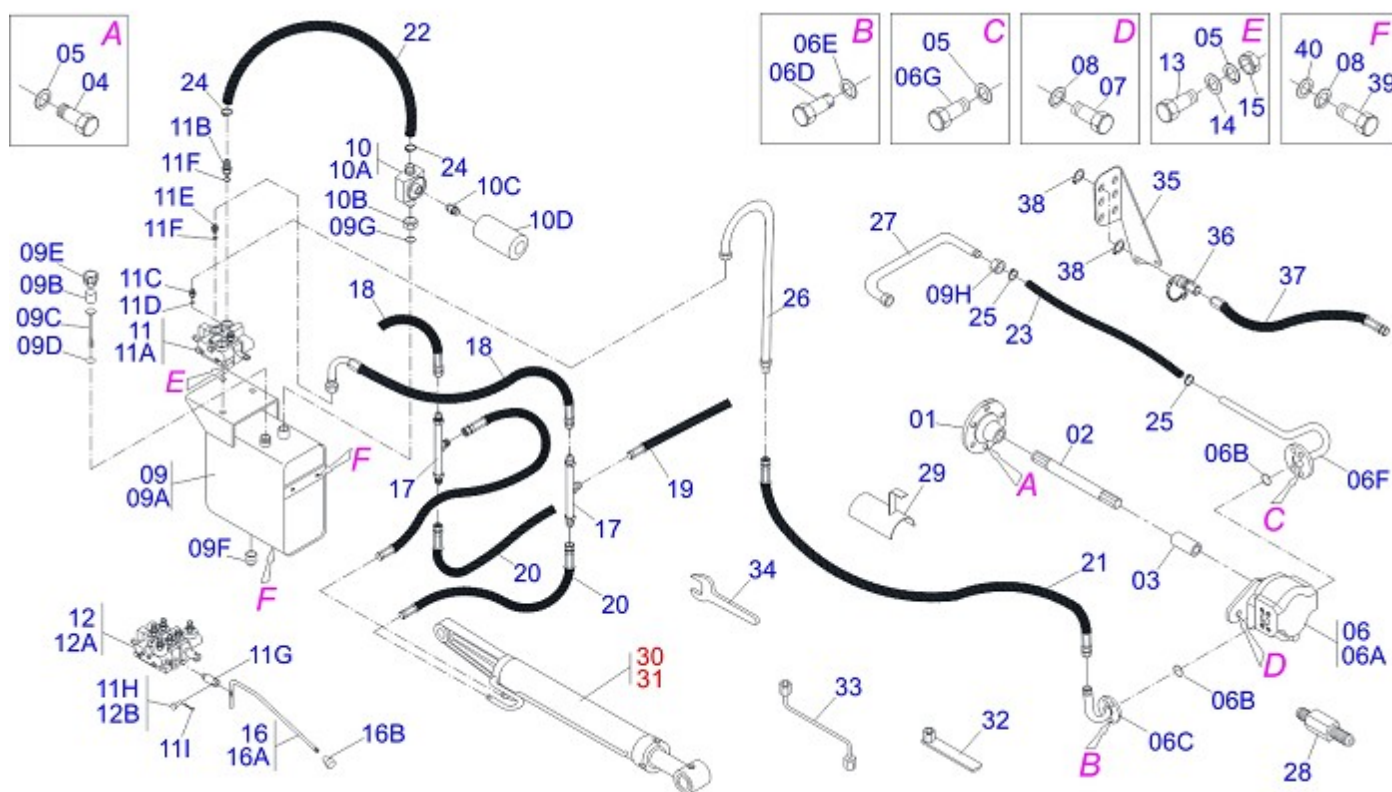 A
05
04
22
24
11B
11F
11E
11F
09E
09B
09C
09D
11C
11D
11
11A
E
10
10A
24
10C
10B
09G
10D
B
06E
06D
C
05
06G
D
08
07
E
05
13
14
15
F
40
08
39
18
18
26
27
09H
25
23
25
38
35
38
36
37
09
09A
F
09F
F
17
17
19
20
20
01
A
02
03
29
06B
06F
C
21
34
06
06A
D
06B
12
12A
11G
11H
12B
11I
16
16A
16B
30
31
33
32
06C
B
28